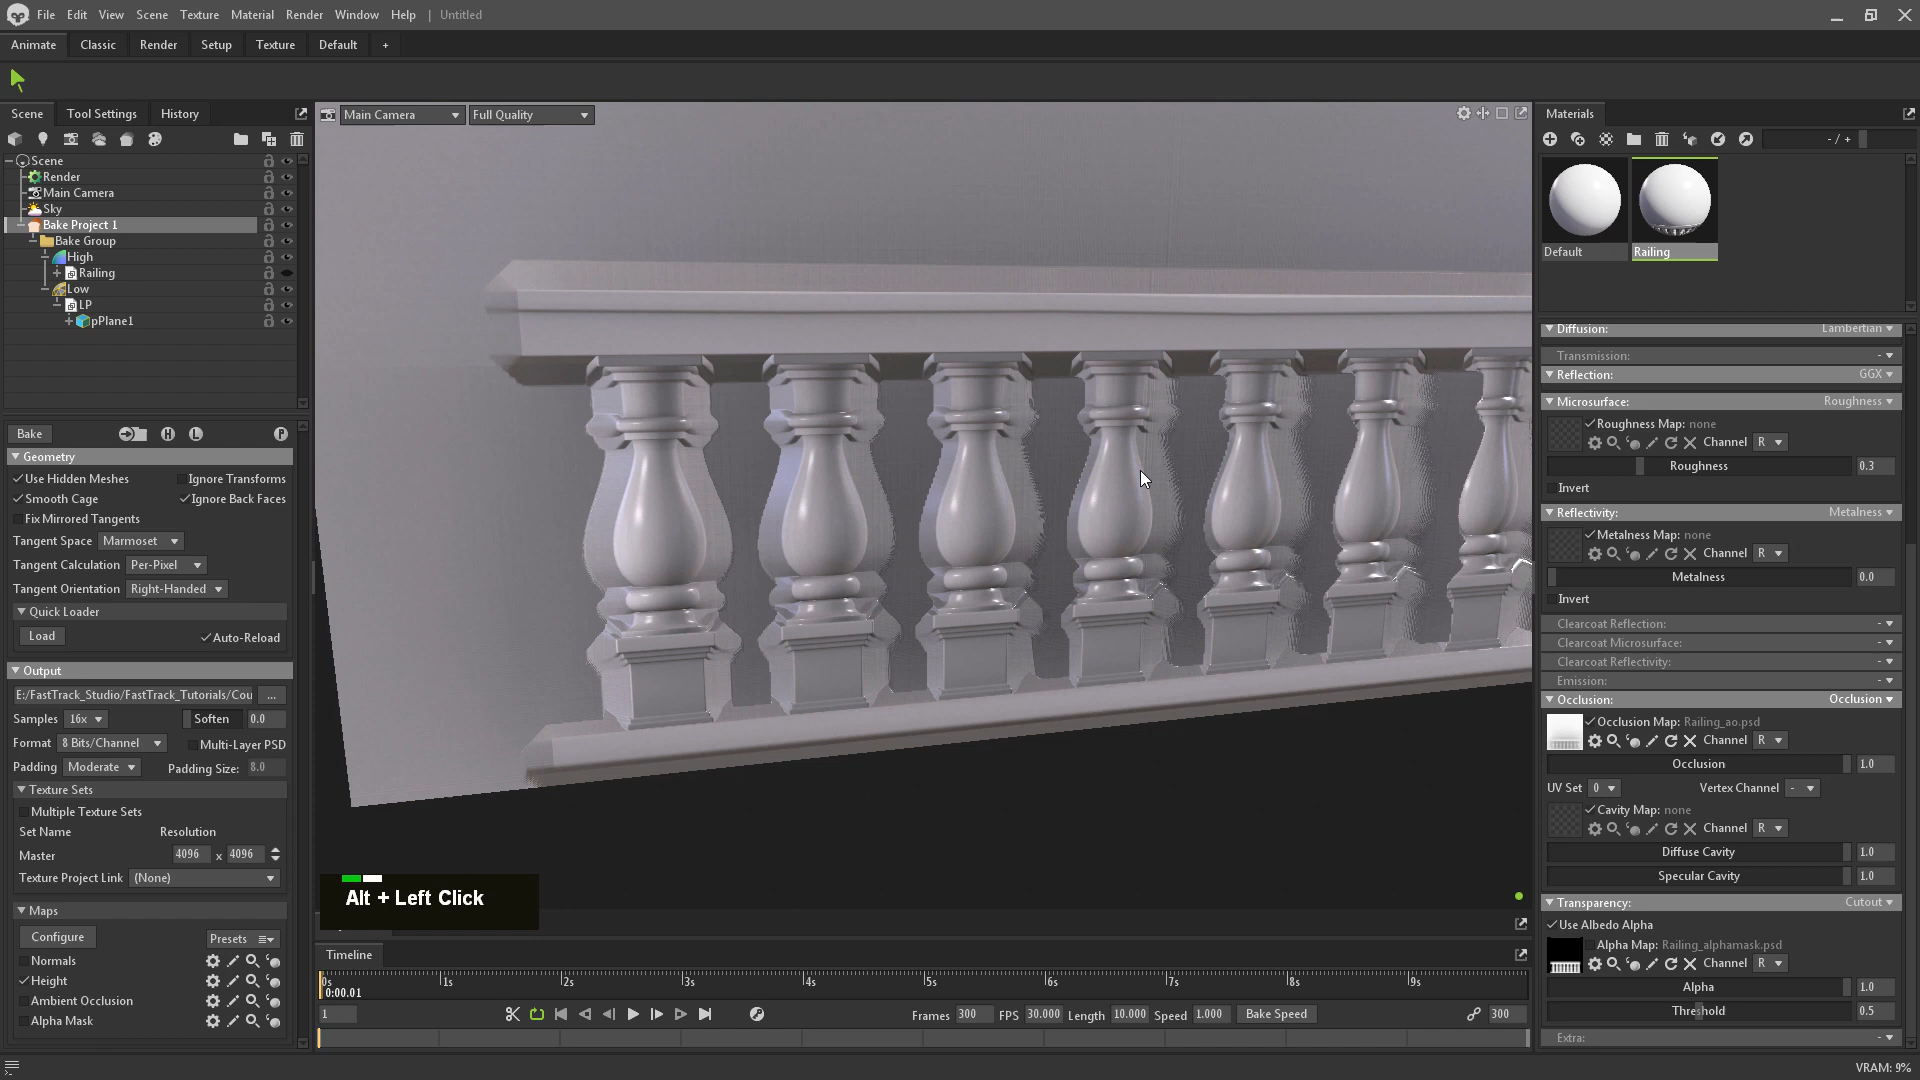 File Edit View Scene Texture Material Render Window Help | Untitled
Animate Classic Render Setup Texture Default +
Scene Tool Settings History
Main Camera Full Quality
Materials
- / +
Scene
Render
Main Camera
Sky
Bake Project 1
Bake Group
High
Railing
Low
LP
pPlane1
Default Railing
Bake H L P
Geometry
Use Hidden Meshes Ignore Transforms
Smooth Cage Ignore Back Faces
Fix Mirrored Tangents
Tangent Space Marmoset
Tangent Calculation Per-Pixel
Tangent Orientation Right-Handed
Quick Loader
Load Auto-Reload
Output
E:/FastTrack_Studio/FastTrack_Tutorials/Cou ...
Samples 16x Soften 0.0
Format 8 Bits/Channel Multi-Layer PSD
Padding Moderate Padding Size: 8.0
Texture Sets
Multiple Texture Sets
Set Name Resolution
Master 4096 x 4096
Texture Project Link (None)
Maps
Configure Presets
Normals
Height
Ambient Occlusion
Alpha Mask
Alt + Left Click
Timeline
0s 1s 2s 3s 4s 5s 6s 7s 8s 9s
0:00.01
1 Frames 300 FPS 30.000 Length 10.000 Speed 1.000 Bake Speed 300
Diffusion: Lambertian
Transmission: -
Reflection: GGX
Microsurface: Roughness
Roughness Map: none
Channel R
Roughness 0.3
Invert
Reflectivity: Metalness
Metalness Map: none
Channel R
Metalness 0.0
Invert
Clearcoat Reflection: -
Clearcoat Microsurface: -
Clearcoat Reflectivity: -
Emission: -
Occlusion: Occlusion
Occlusion Map: Railing_ao.psd
Channel R
Occlusion 1.0
UV Set 0 Vertex Channel -
Cavity Map: none
Channel R
Diffuse Cavity 1.0
Specular Cavity 1.0
Transparency: Cutout
Use Albedo Alpha
Alpha Map: Railing_alphamask.psd
Channel R
Alpha 1.0
Threshold 0.5
Extra: -
VRAM: 9%